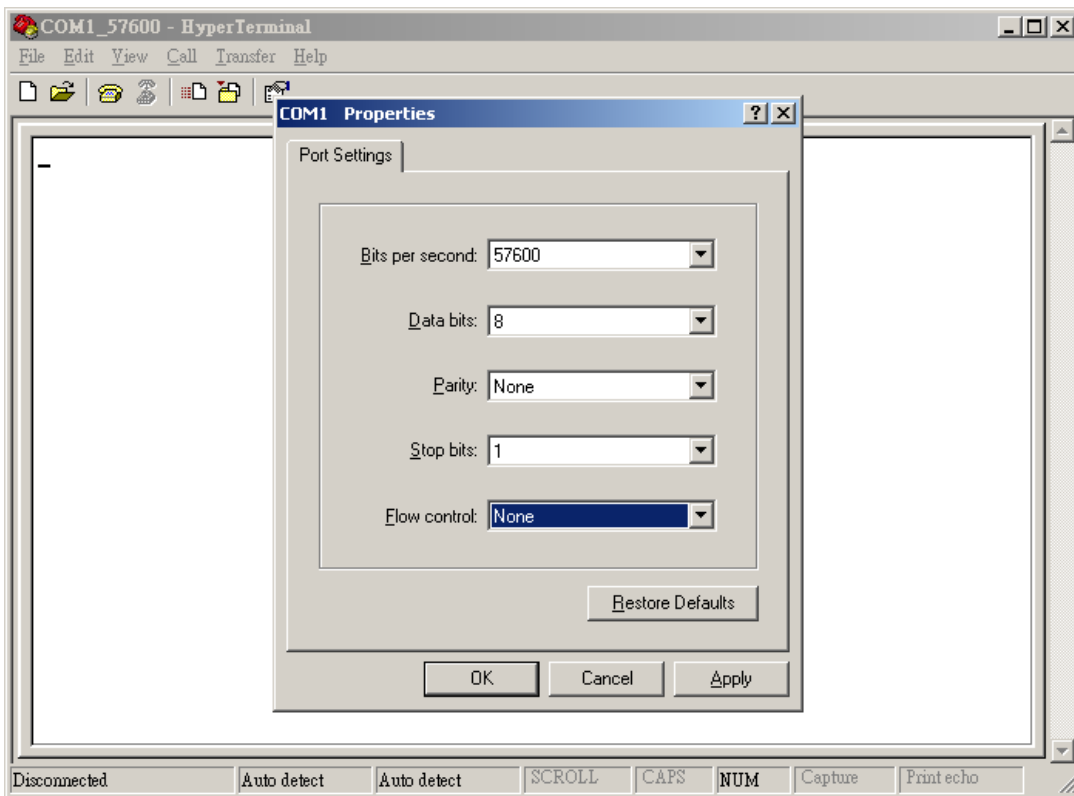 COM1_57600 - HyperTerminal
File Edit View Call Transfer Help
COM1 Properties
Port Settings
Bits per second: 57600
Data bits: 8
Parity: None
Stop bits: 1
Flow control: None
Restore Defaults
OK Cancel Apply
Disconnected Auto detect Auto detect SCROLL CAPS NUM Capture Print echo